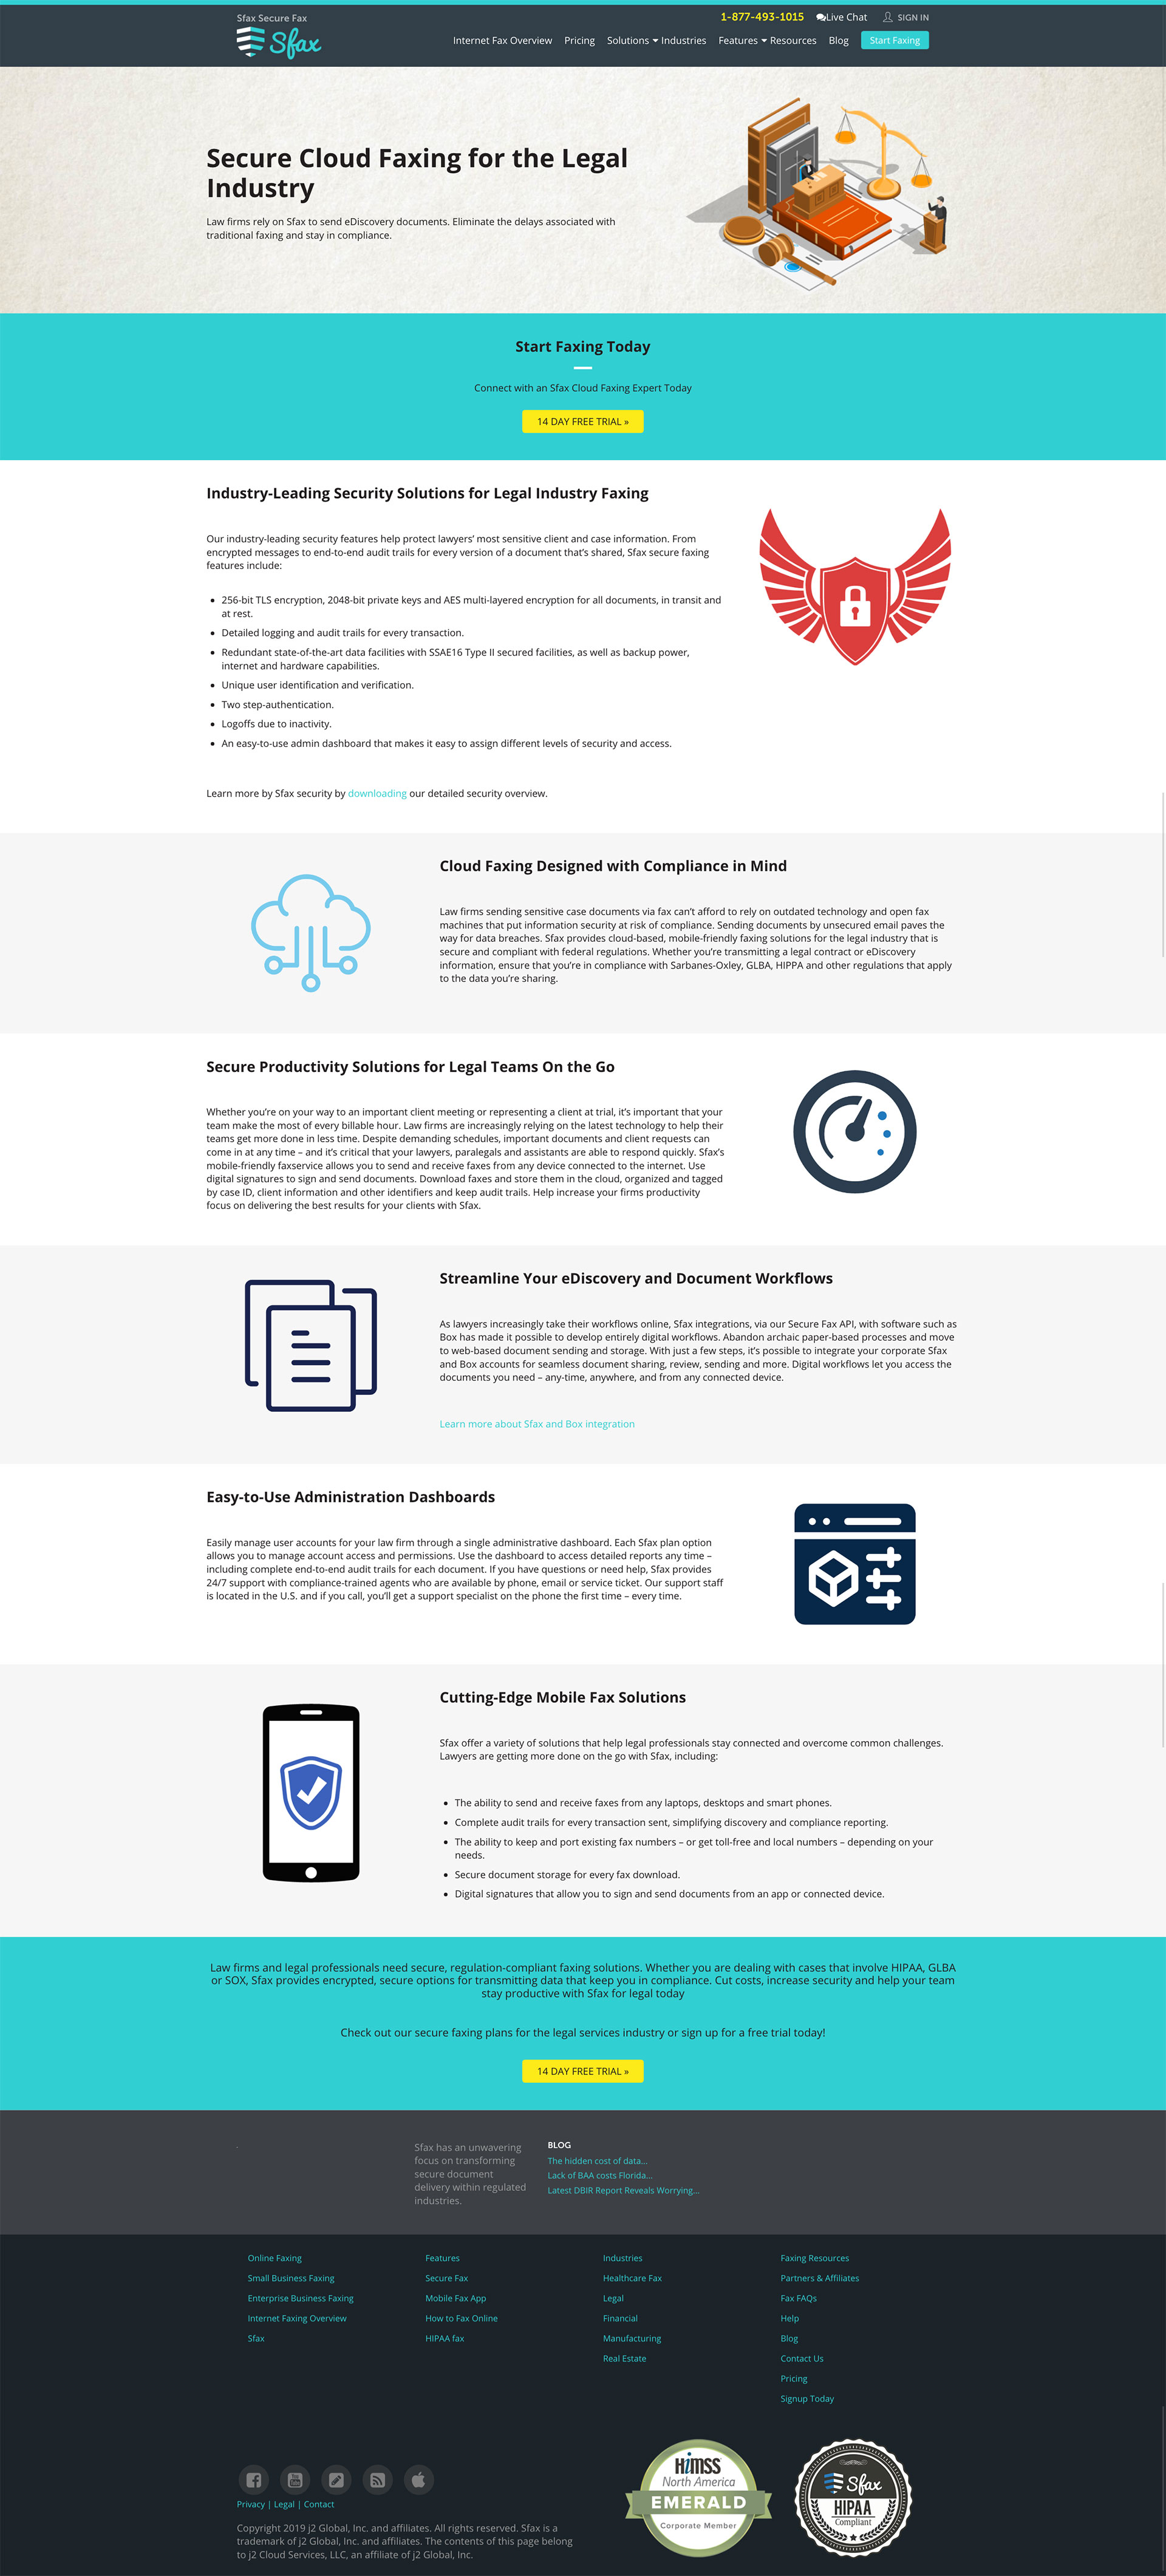 Sfax Secure Fax
Sfax
1-877-493-1015 Live Chat SIGN IN
Internet Fax Overview Pricing Solutions Industries Features Resources Blog Start Faxing
Secure Cloud Faxing for the Legal
Industry
Law firms rely on Sfax to send eDiscovery documents. Eliminate the delays associated with
traditional faxing and stay in compliance.
Start Faxing Today
Connect with an Sfax Cloud Faxing Expert Today
14 DAY FREE TRIAL »
Industry-Leading Security Solutions for Legal Industry Faxing
Our industry-leading security features help protect lawyers’ most sensitive client and case information. From
encrypted messages to end-to-end audit trails for every version of a document that’s shared, Sfax secure faxing
features include:
• 256-bit TLS encryption, 2048-bit private keys and AES multi-layered encryption for all documents, in transit and
at rest.
• Detailed logging and audit trails for every transaction.
• Redundant state-of-the-art data facilities with SSAE16 Type II secured facilities, as well as backup power,
internet and hardware capabilities.
• Unique user identification and verification.
• Two step-authentication.
• Logoffs due to inactivity.
• An easy-to-use admin dashboard that makes it easy to assign different levels of security and access.
Learn more by Sfax security by downloading our detailed security overview.
Cloud Faxing Designed with Compliance in Mind
Law firms sending sensitive case documents via fax can’t afford to rely on outdated technology and open fax
machines that put information security at risk of compliance. Sending documents by unsecured email paves the
way for data breaches. Sfax provides cloud-based, mobile-friendly faxing solutions for the legal industry that is
secure and compliant with federal regulations. Whether you’re transmitting a legal contract or eDiscovery
information, ensure that you’re in compliance with Sarbanes-Oxley, GLBA, HIPPA and other regulations that apply
to the data you’re sharing.
Secure Productivity Solutions for Legal Teams On the Go
Whether you’re on your way to an important client meeting or representing a client at trial, it’s important that your
team make the most of every billable hour. Law firms are increasingly relying on the latest technology to help their
teams get more done in less time. Despite demanding schedules, important documents and client requests can
come in at any time – and it’s critical that your lawyers, paralegals and assistants are able to respond quickly. Sfax’s
mobile-friendly faxservice allows you to send and receive faxes from any device connected to the internet. Use
digital signatures to sign and send documents. Download faxes and store them in the cloud, organized and tagged
by case ID, client information and other identifiers and keep audit trails. Help increase your firms productivity
focus on delivering the best results for your clients with Sfax.
Streamline Your eDiscovery and Document Workflows
As lawyers increasingly take their workflows online, Sfax integrations, via our Secure Fax API, with software such as
Box has made it possible to develop entirely digital workflows. Abandon archaic paper-based processes and move
to web-based document sending and storage. With just a few steps, it’s possible to integrate your corporate Sfax
and Box accounts for seamless document sharing, review, sending and more. Digital workflows let you access the
documents you need – any-time, anywhere, and from any connected device.
Learn more about Sfax and Box integration
Easy-to-Use Administration Dashboards
Easily manage user accounts for your law firm through a single administrative dashboard. Each Sfax plan option
allows you to manage account access and permissions. Use the dashboard to access detailed reports any time –
including complete end-to-end audit trails for each document. If you have questions or need help, Sfax provides
24/7 support with compliance-trained agents who are available by phone, email or service ticket. Our support staff
is located in the U.S. and if you call, you’ll get a support specialist on the phone the first time – every time.
Cutting-Edge Mobile Fax Solutions
Sfax offer a variety of solutions that help legal professionals stay connected and overcome common challenges.
Lawyers are getting more done on the go with Sfax, including:
• The ability to send and receive faxes from any laptops, desktops and smart phones.
• Complete audit trails for every transaction sent, simplifying discovery and compliance reporting.
• The ability to keep and port existing fax numbers – or get toll-free and local numbers – depending on your
needs.
• Secure document storage for every fax download.
• Digital signatures that allow you to sign and send documents from an app or connected device.
Law firms and legal professionals need secure, regulation-compliant faxing solutions. Whether you are dealing with cases that involve HIPAA, GLBA
or SOX, Sfax provides encrypted, secure options for transmitting data that keep you in compliance. Cut costs, increase security and help your team
stay productive with Sfax for legal today
Check out our secure faxing plans for the legal services industry or sign up for a free trial today!
14 DAY FREE TRIAL »
Sfax has an unwavering
focus on transforming
secure document
delivery within regulated
industries.
BLOG
The hidden cost of data...
Lack of BAA costs Florida...
Latest DBIR Report Reveals Worrying...
Online Faxing
Small Business Faxing
Enterprise Business Faxing
Internet Faxing Overview
Sfax
Features
Secure Fax
Mobile Fax App
How to Fax Online
HIPAA fax
Industries
Healthcare Fax
Legal
Financial
Manufacturing
Real Estate
Faxing Resources
Partners & Affiliates
Fax FAQs
Help
Blog
Contact Us
Pricing
Signup Today
Privacy | Legal | Contact
Copyright 2019 j2 Global, Inc. and affiliates. All rights reserved. Sfax is a
trademark of j2 Global, Inc. and affiliates. The contents of this page belong
to j2 Cloud Services, LLC, an affiliate of j2 Global, Inc.
HIMSS
North America
EMERALD
Corporate Member
Sfax
HIPAA
Compliant